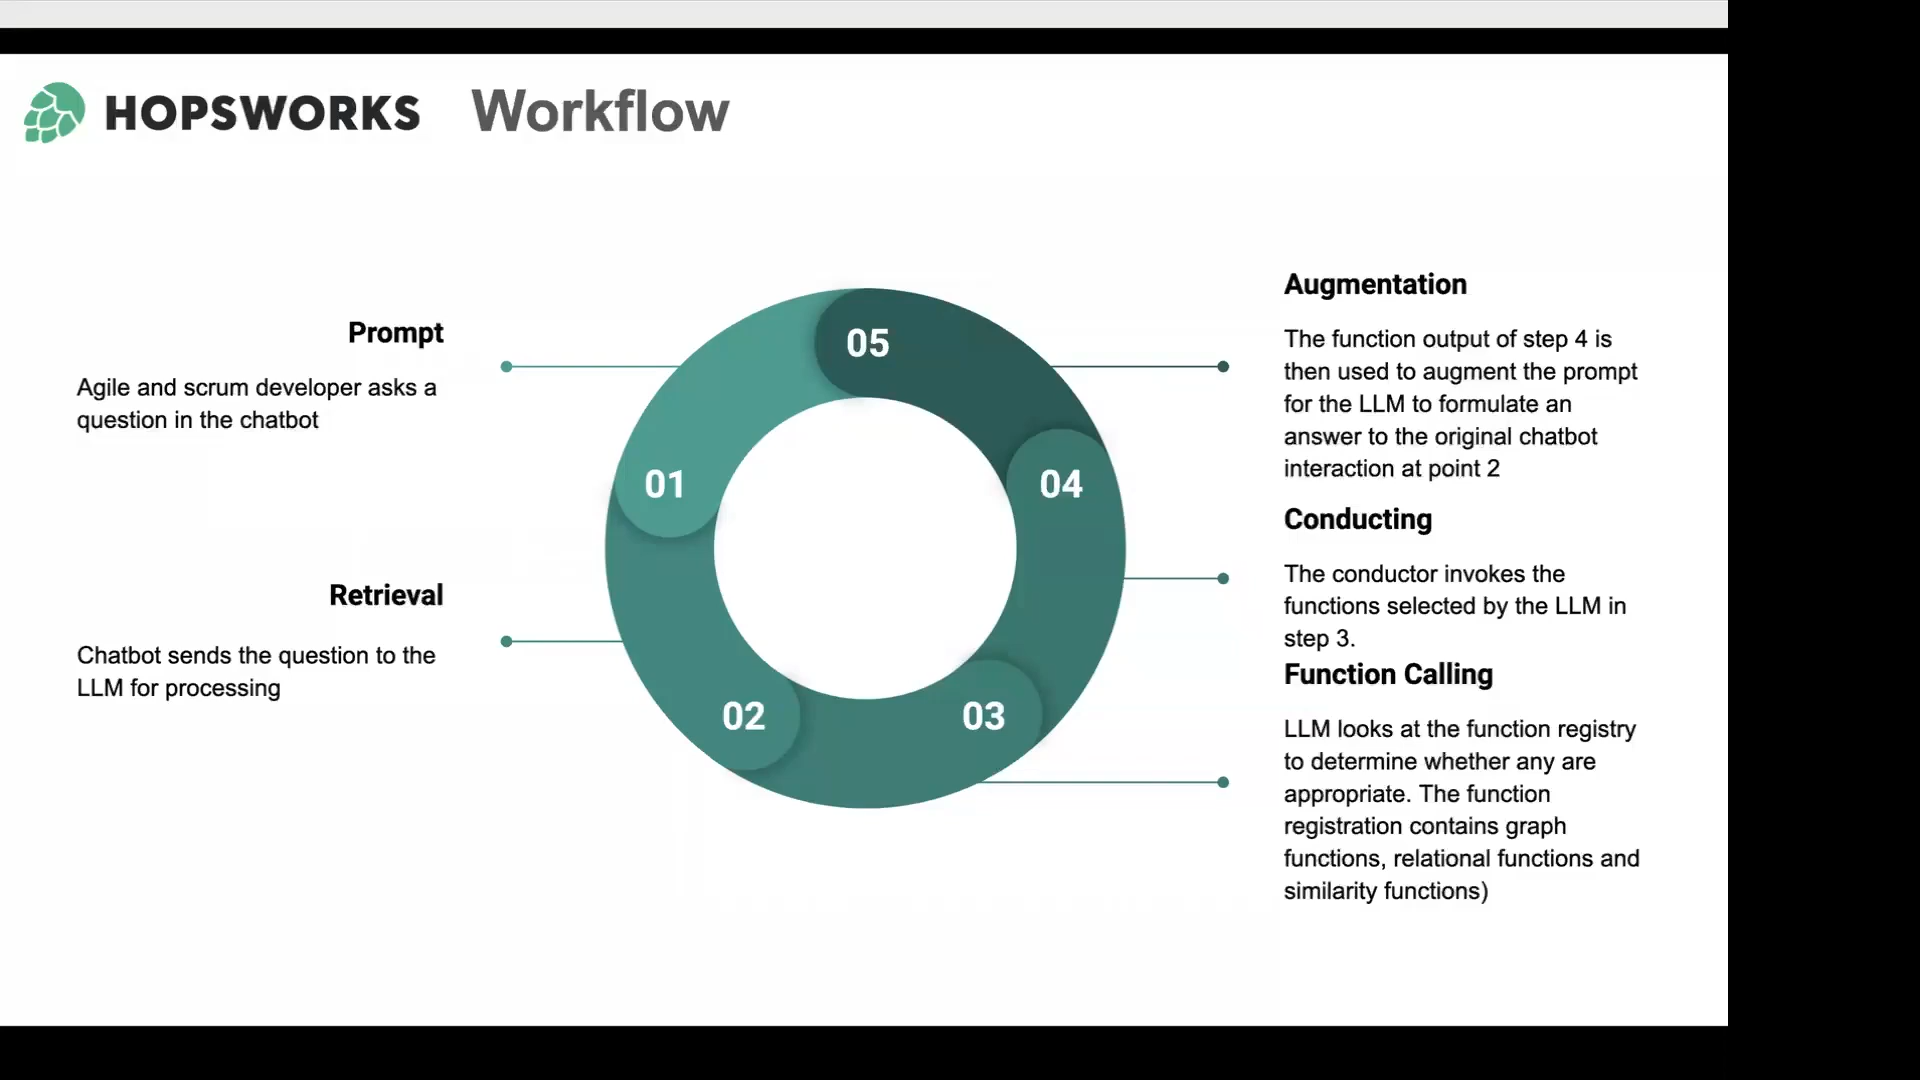 HOPSWORKS Workflow
Prompt
Agile and scrum developer asks a
question in the chatbot
Retrieval
Chatbot sends the question to the
LLM for processing
05
01
04
02
03
Augmentation
The function output of step 4 is
then used to augment the prompt
for the LLM to formulate an
answer to the original chatbot
interaction at point 2
Conducting
The conductor invokes the
functions selected by the LLM in
step 3.
Function Calling
LLM looks at the function registry
to determine whether any are
appropriate. The function
registration contains graph
functions, relational functions and
similarity functions)